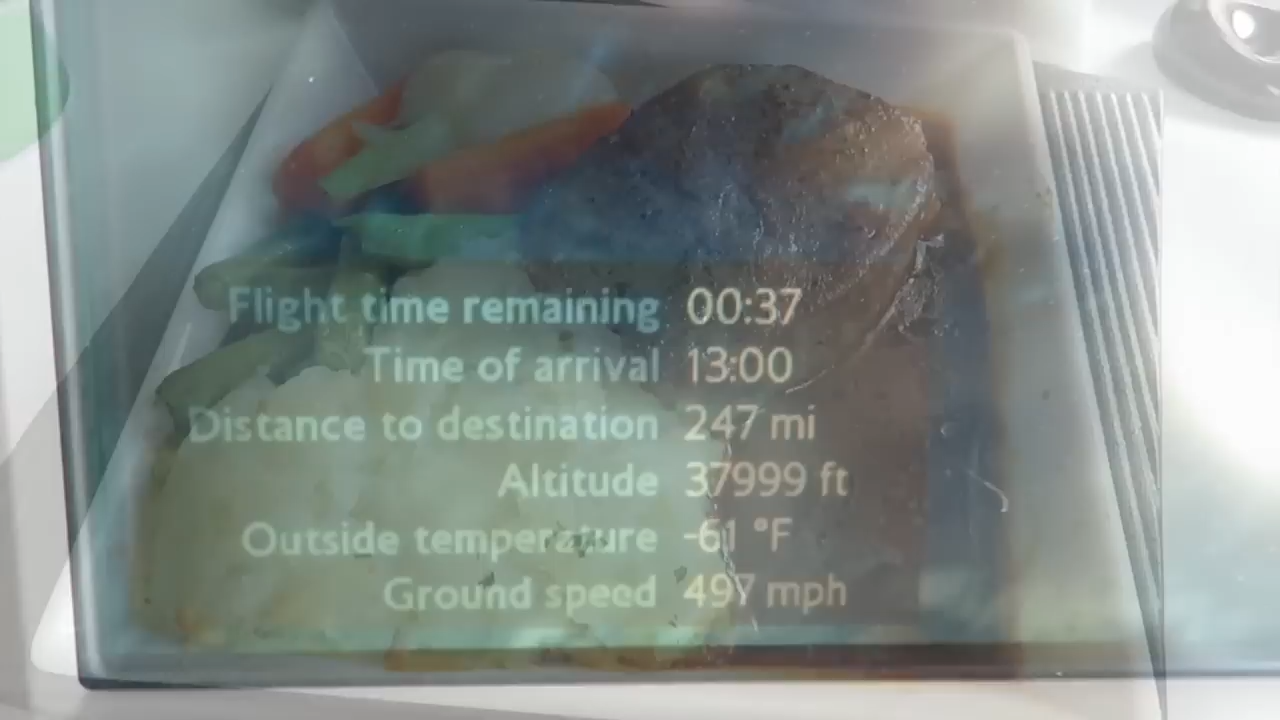 Flight time remaining 00:37
Time of arrival 13:00
Distance to destination 247 mi
Altitude 37999 ft
Outside temperature -61 °F
Ground speed 497 mph